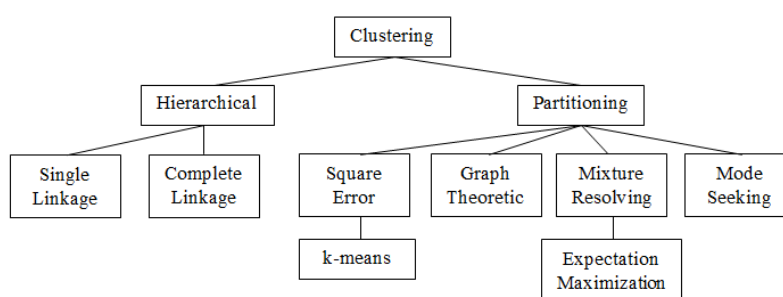 Clustering
Hierarchical
Partitioning
Single
Linkage
Complete
Linkage
Square
Error
Graph
Theoretic
Mixture
Resolving
Mode
Seeking
k-means
Expectation
Maximization